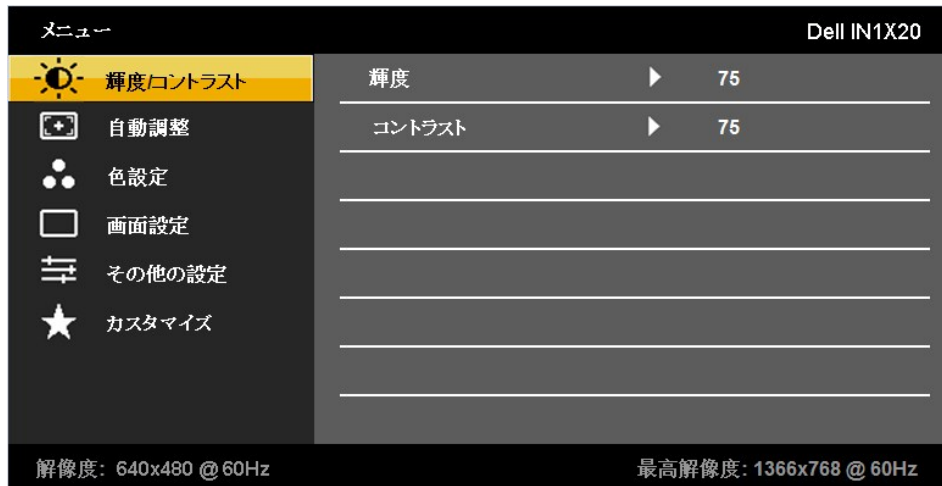 メニュー Dell IN1X20
輝度/コントラスト
自動調整
色設定
画面設定
その他の設定
カスタマイズ
輝度 75
コントラスト 75
解像度: 640x480 @ 60Hz 最高解像度: 1366x768 @ 60Hz